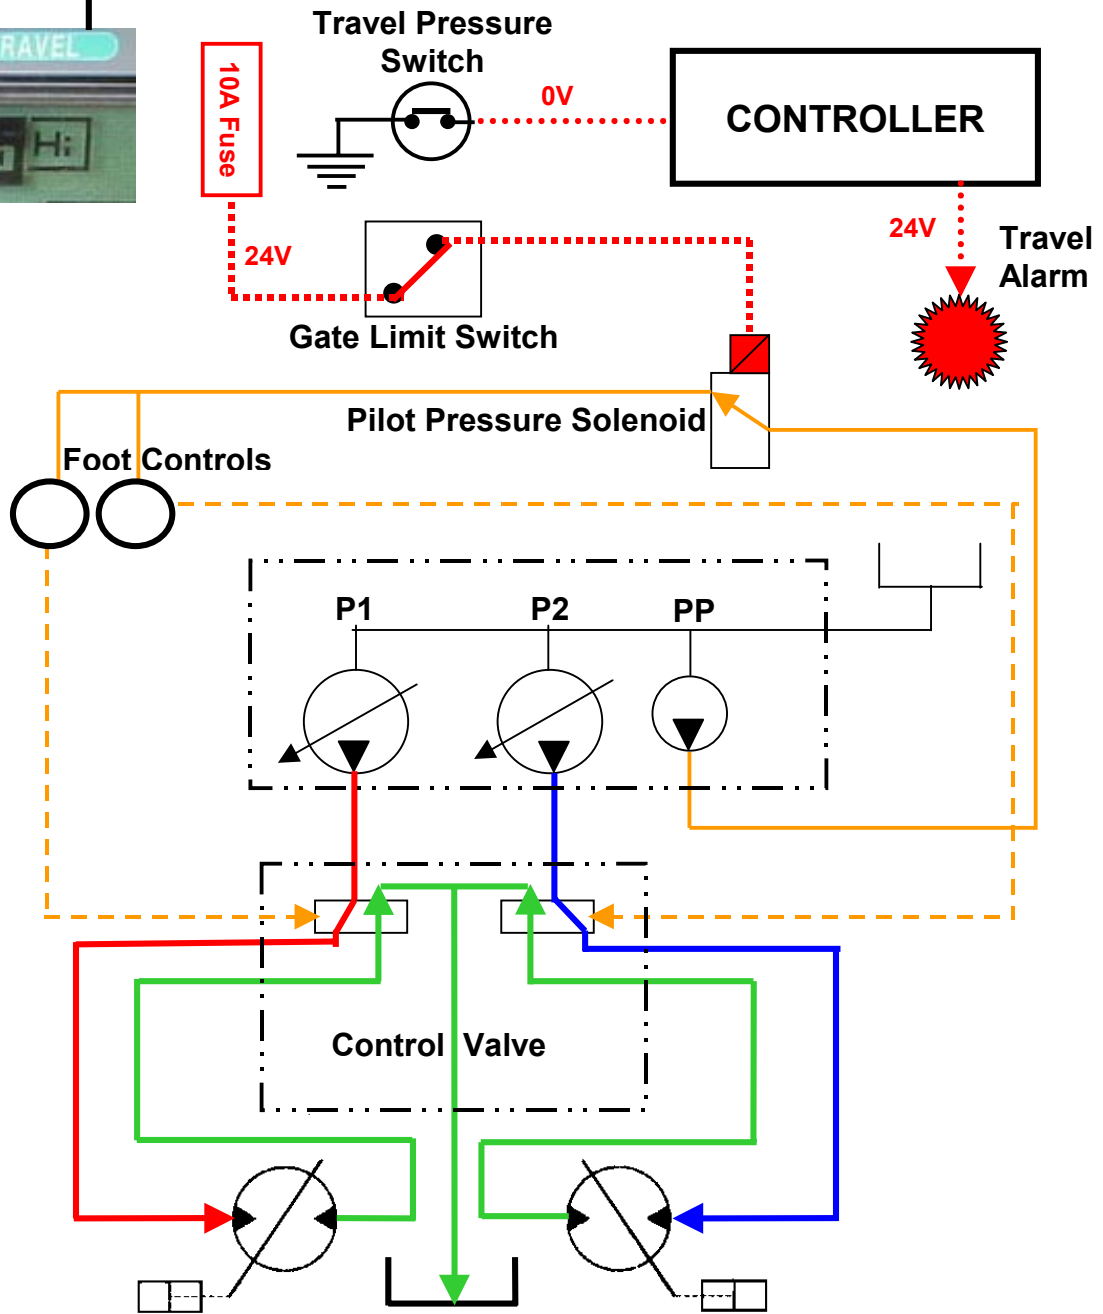 RAVEL
Hi
10A Fuse
Travel Pressure
Switch
0V
CONTROLLER
24V
Travel
Alarm
24V
Gate Limit Switch
Pilot Pressure Solenoid
Foot Controls
P1
P2
PP
Control Valve